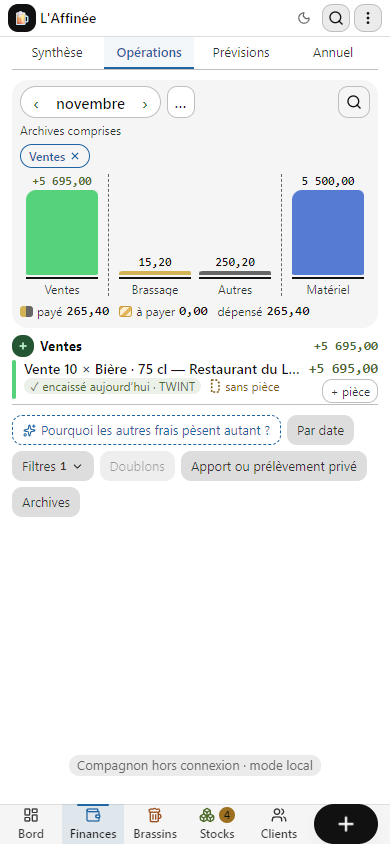 L'Affinée
Synthèse Opérations Prévisions Annuel
‹ novembre › ...
Archives comprises
Ventes ×
+5 695,00 15,20 250,20 5 500,00
Ventes Brassage Autres Matériel
payé 265,40 à payer 0,00 dépensé 265,40
+ Ventes +5 695,00
Vente 10 × Bière · 75 cl — Restaurant du L... +5 695,00
✓ encaissé aujourd'hui · TWINT sans pièce + pièce
Pourquoi les autres frais pèsent autant ? Par date
Filtres 1 Doublons Apport ou prélèvement privé
Archives
Compagnon hors connexion · mode local
Bord Finances Brassins Stocks 4 Clients +